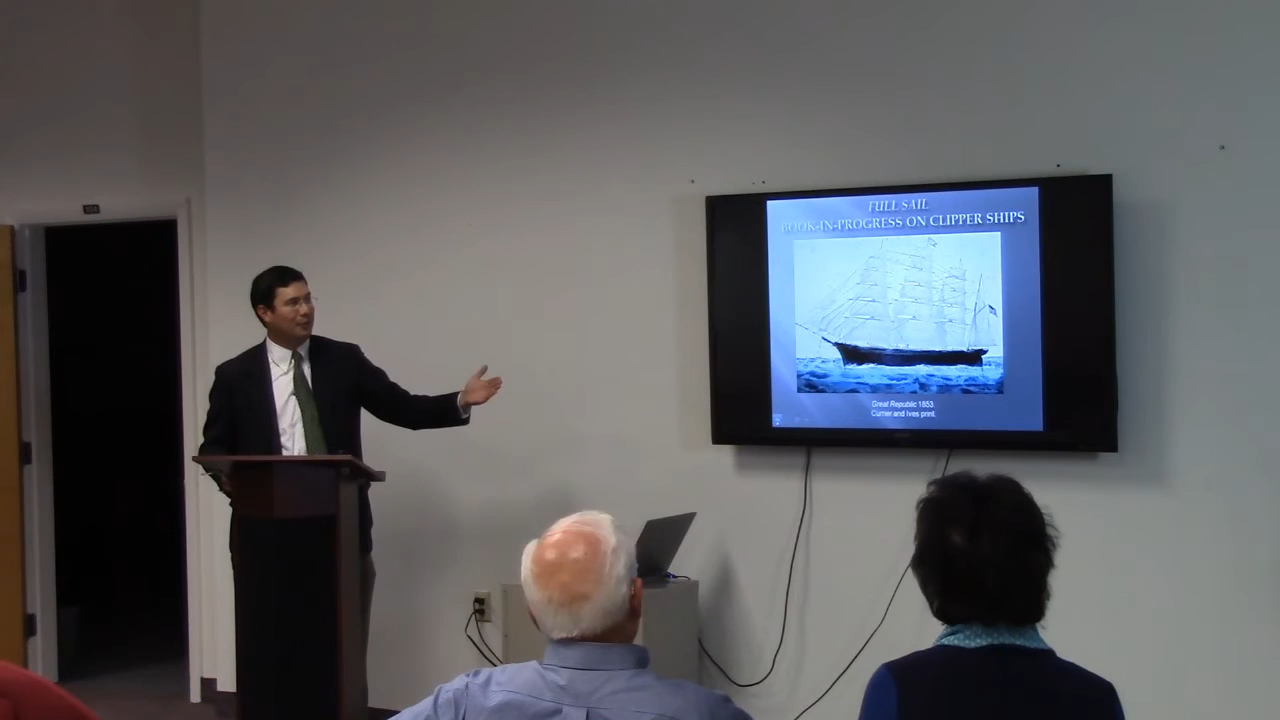 FULL SAIL
BOOK-IN-PROGRESS ON CLIPPER SHIPS
Great Republic 1853.
Currier and Ives print.